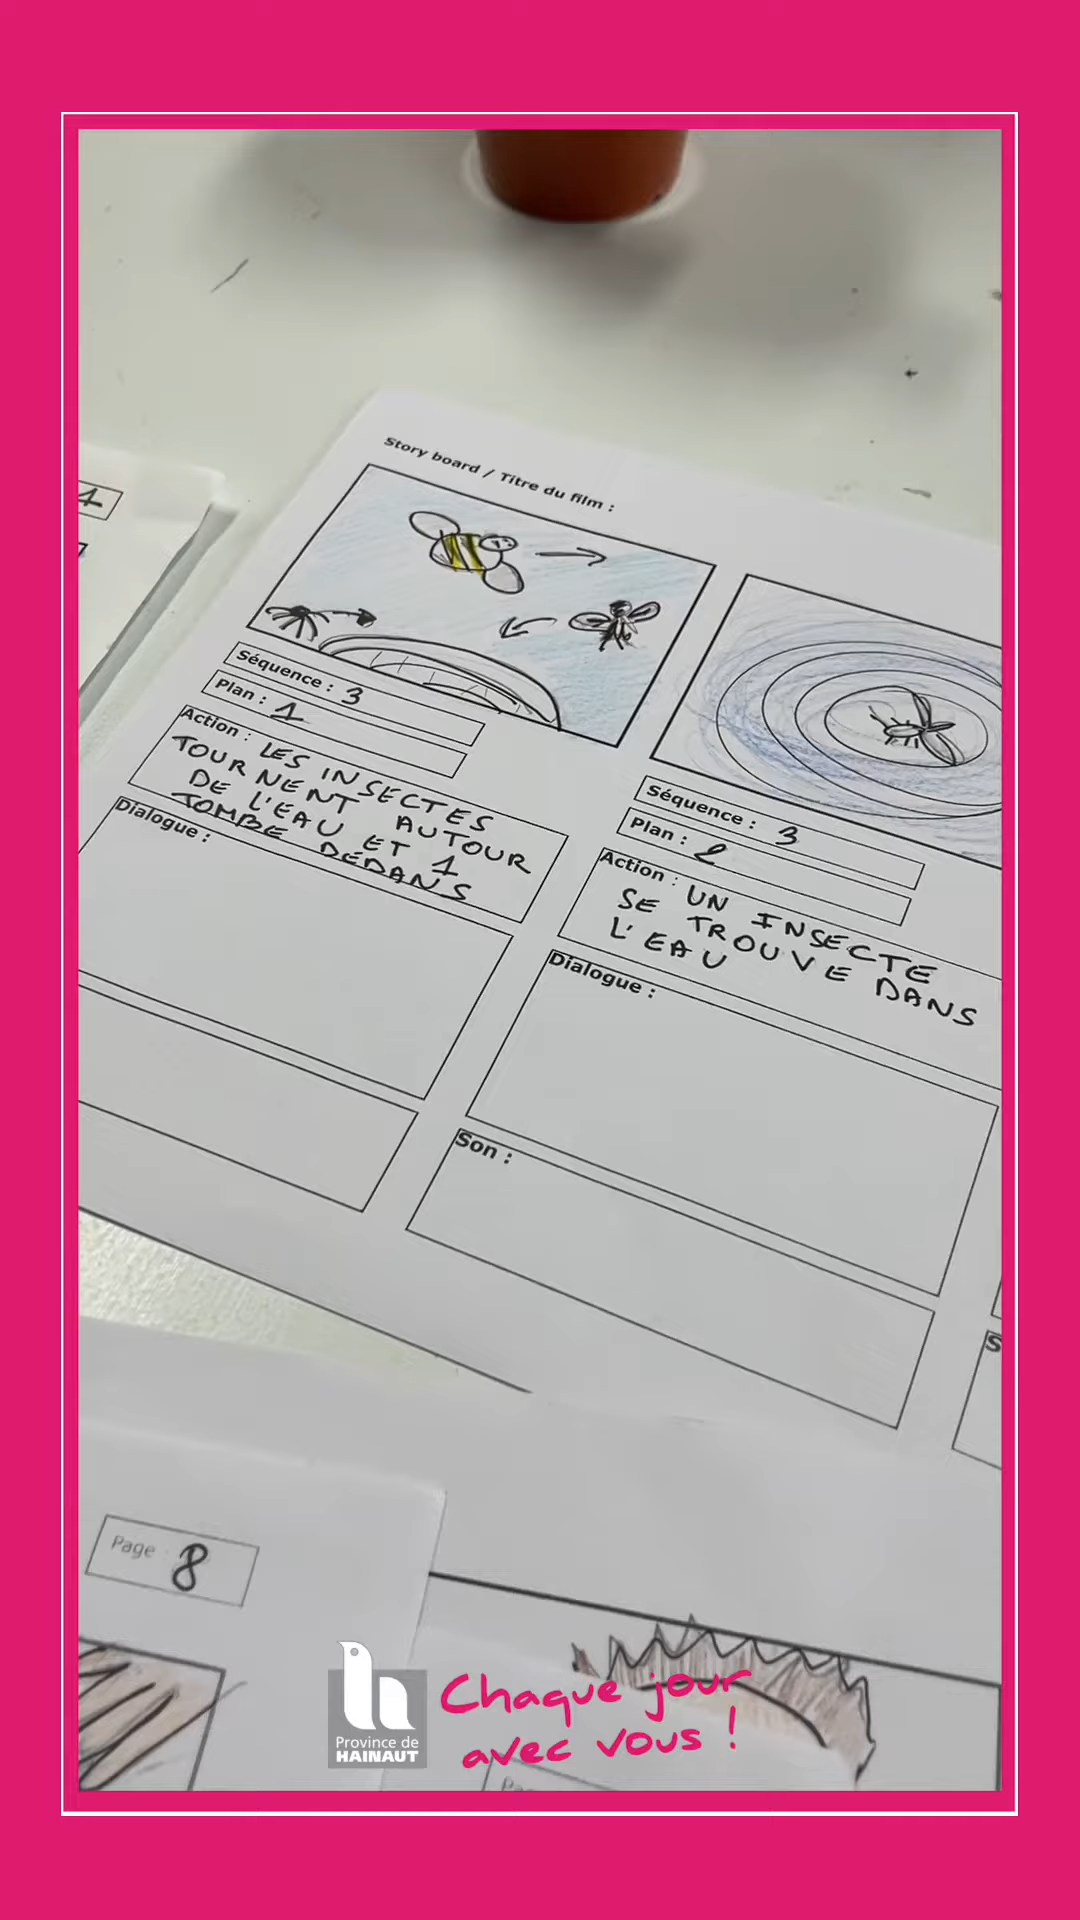 Story board / Titre du film :
Séquence : 3
Plan : 1
Action : LES INSECTES
TOURNENT AUTOUR
DE L'EAU ET 1
TOMBE DEDANS
Dialogue :
Séquence : 3
Plan : 2
Action : UN INSECTE
SE TROUVE DANS
L'EAU
Dialogue :
Son :
1
Page : 8
Province de
HAINAUT
Chaque jour
avec vous !